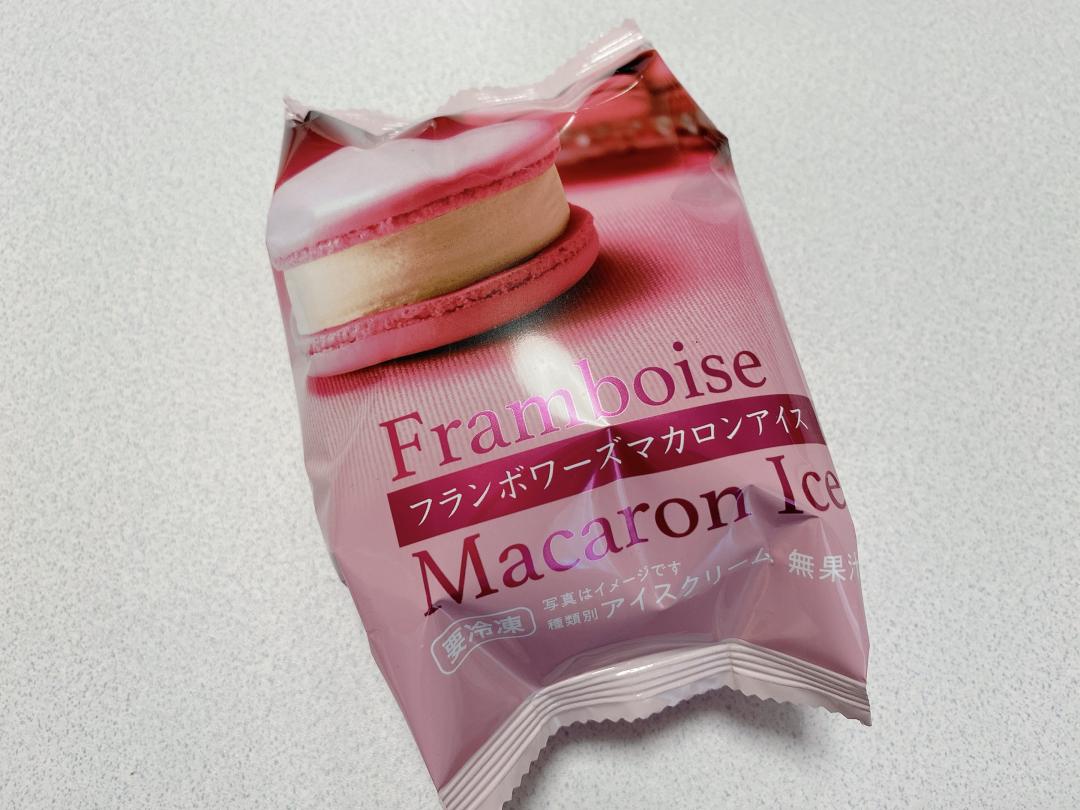 Framboise
フランボワーズマカロンアイス
Macaron Ice
要冷凍
写真はイメージです
種類別 アイスクリーム 無果汁